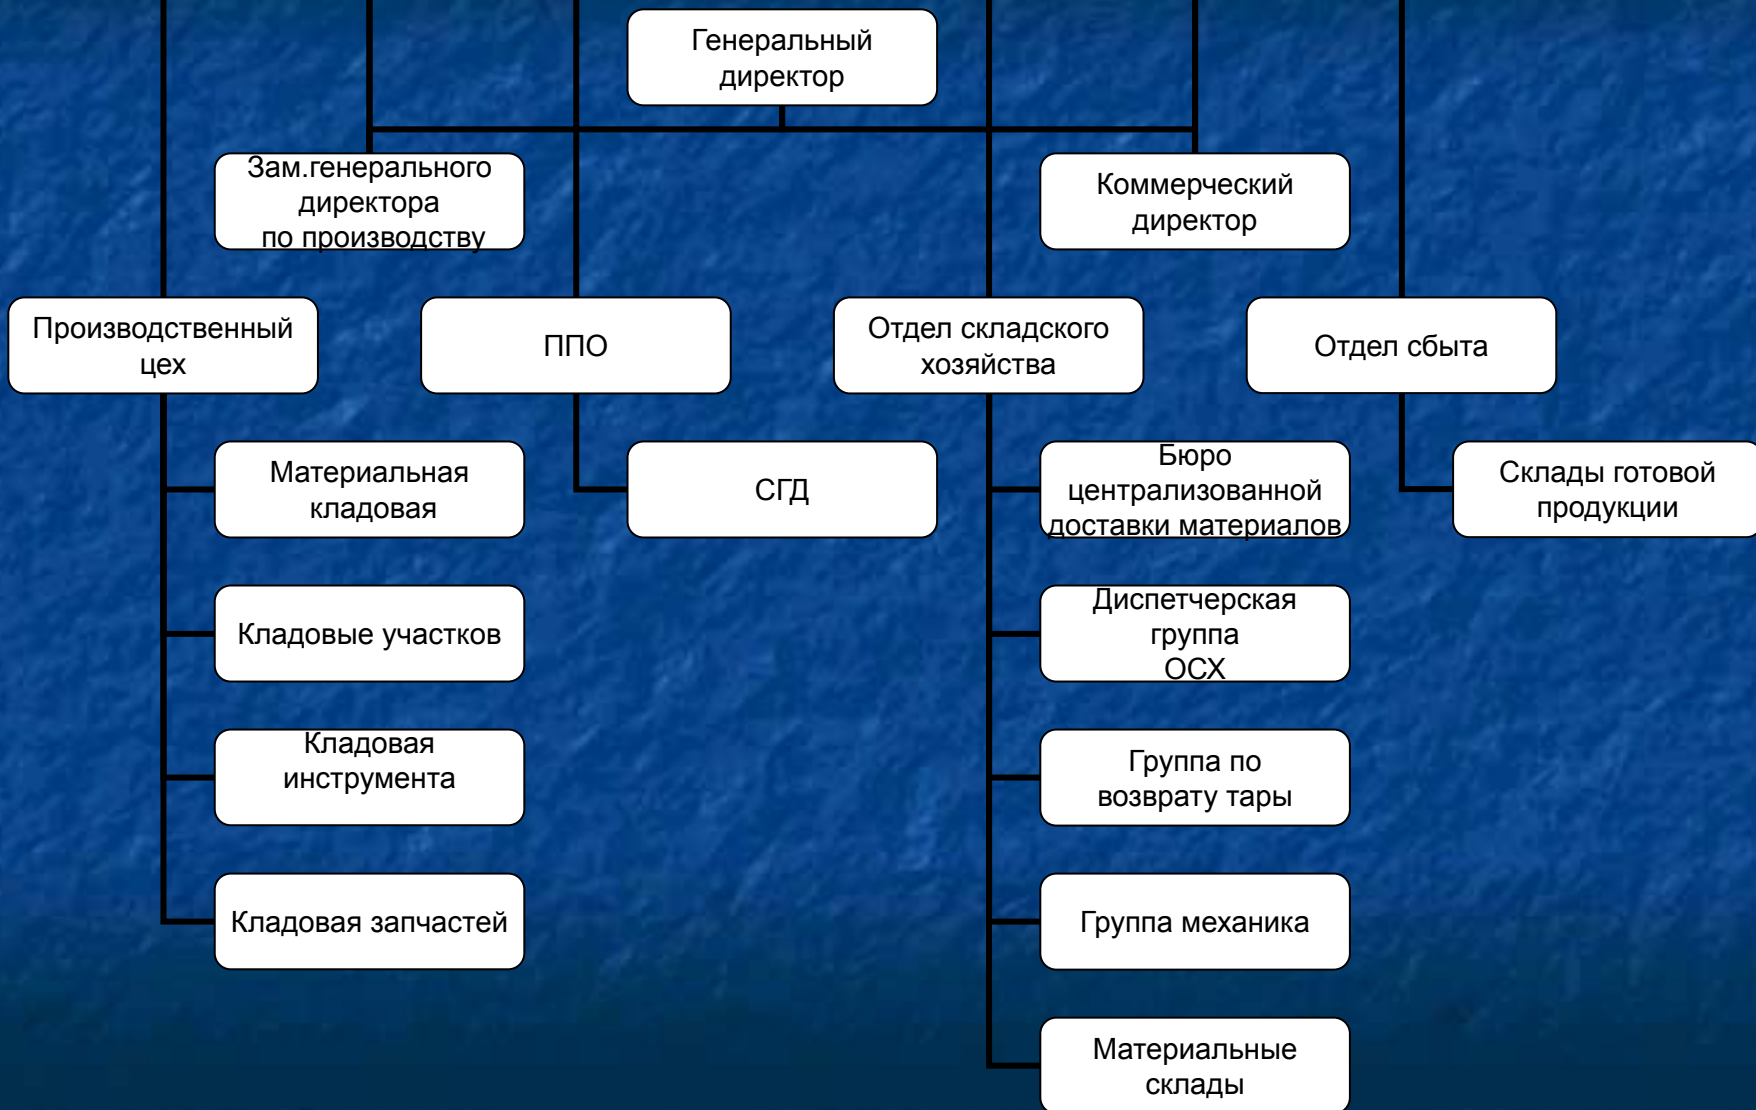 Генеральный
директор
Зам.генерального
директора
по производству
Коммерческий
директор
Производственный
цех
ППО
Отдел складского
хозяйства
Отдел сбыта
Материальная
кладовая
СГД
Бюро
централизованной
доставки материалов
Склады готовой
продукции
Кладовые участков
Диспетчерская
группа
ОСХ
Кладовая
инструмента
Группа по
возврату тары
Кладовая запчастей
Группа механика
Материальные
склады